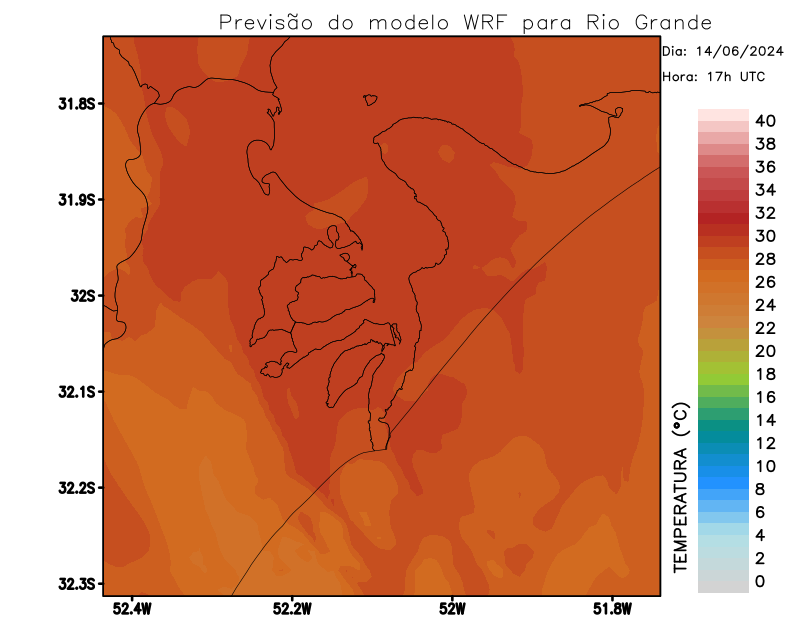 Previsão do modelo WRF para Rio Grande
Dia: 14/06/2024
Hora: 17h UTC
31.8S
31.9S
32S
32.1S
32.2S
32.3S
52.4W
52.2W
52W
51.8W
TEMPERATURA (°C)
40
38
36
34
32
30
28
26
24
22
20
18
16
14
12
10
8
6
4
2
0